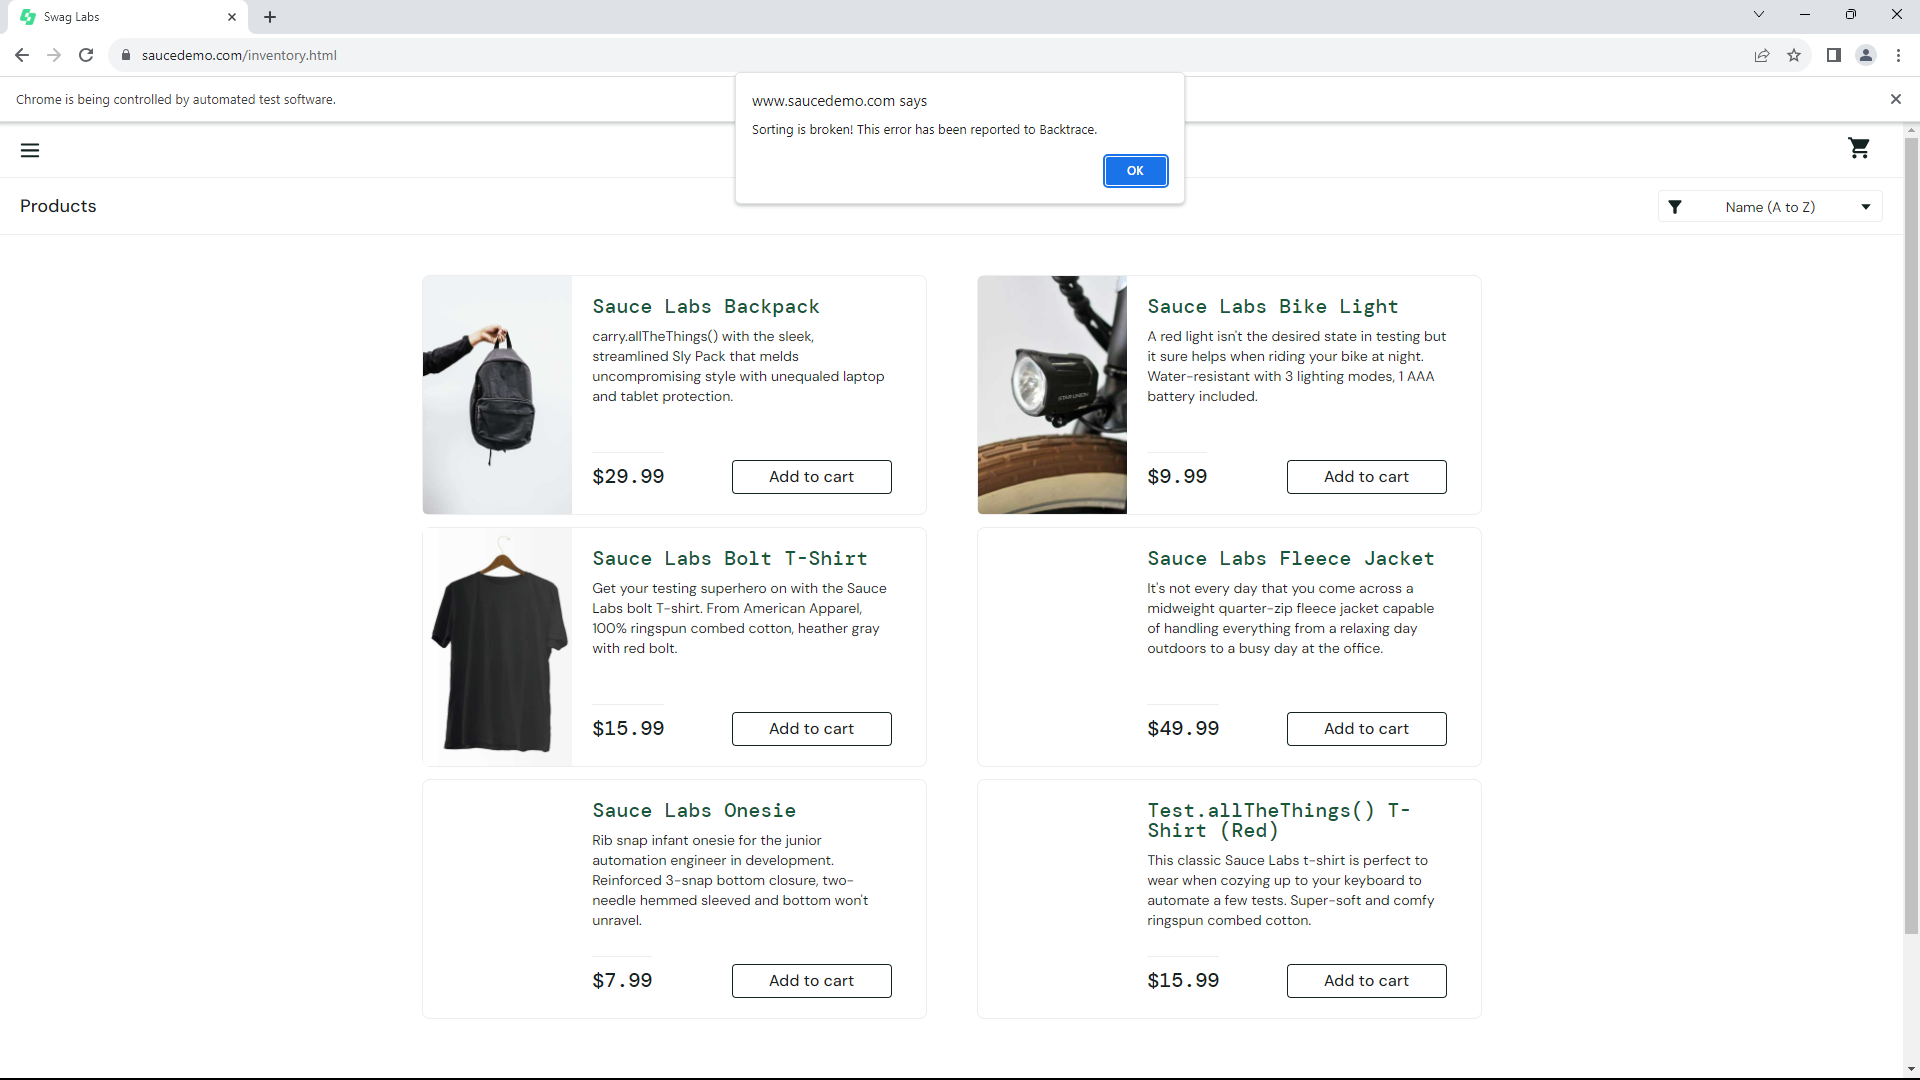 Swag Labs
saucedemo.com/inventory.html
Chrome is being controlled by automated test software.
www.saucedemo.com says
Sorting is broken! This error has been reported to Backtrace.
OK
Products
Name (A to Z)
Sauce Labs Backpack
carry.allTheThings() with the sleek,
streamlined Sly Pack that melds
uncompromising style with unequaled laptop
and tablet protection.
$29.99
Add to cart
Sauce Labs Bike Light
A red light isn't the desired state in testing but
it sure helps when riding your bike at night.
Water-resistant with 3 lighting modes, 1 AAA
battery included.
STAR UNION
$9.99
Add to cart
Sauce Labs Bolt T-Shirt
Get your testing superhero on with the Sauce
Labs bolt T-shirt. From American Apparel,
100% ringspun combed cotton, heather gray
with red bolt.
$15.99
Add to cart
Sauce Labs Fleece Jacket
It's not every day that you come across a
midweight quarter-zip fleece jacket capable
of handling everything from a relaxing day
outdoors to a busy day at the office.
$49.99
Add to cart
Sauce Labs Onesie
Rib snap infant onesie for the junior
automation engineer in development.
Reinforced 3-snap bottom closure, two-
needle hemmed sleeved and bottom won't
unravel.
$7.99
Add to cart
Test.allTheThings() T-
Shirt (Red)
This classic Sauce Labs t-shirt is perfect to
wear when cozying up to your keyboard to
automate a few tests. Super-soft and comfy
ringspun combed cotton.
$15.99
Add to cart